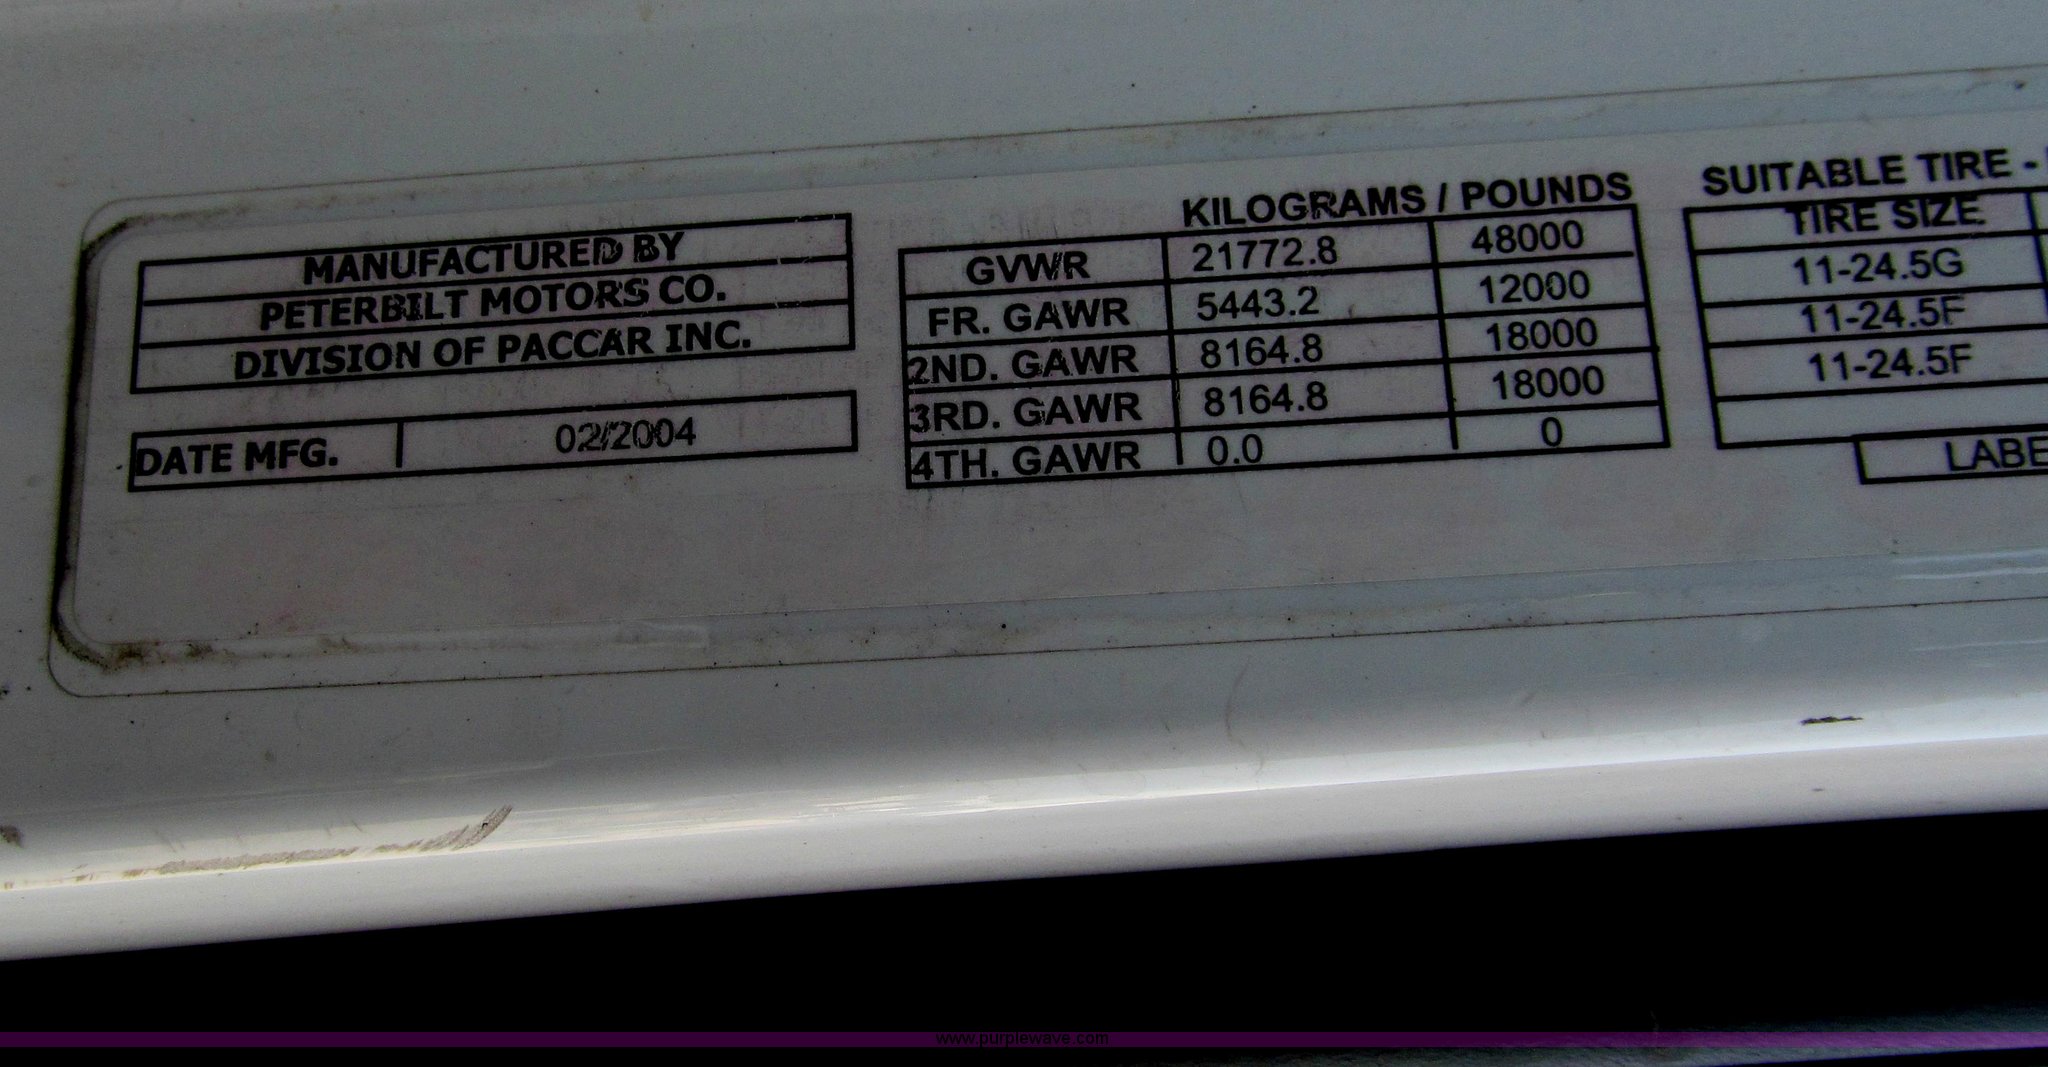 MANUFACTURED BY
PETERBILT MOTORS CO.
DIVISION OF PACCAR INC.
DATE MFG. 02/2004
KILOGRAMS / POUNDS
GVWR 21772.8 48000
FR. GAWR 5443.2 12000
2ND. GAWR 8164.8 18000
3RD. GAWR 8164.8 18000
4TH. GAWR 0.0 0
SUITABLE TIRE -
TIRE SIZE
11-24.5G
11-24.5F
11-24.5F
www.purplewave.com